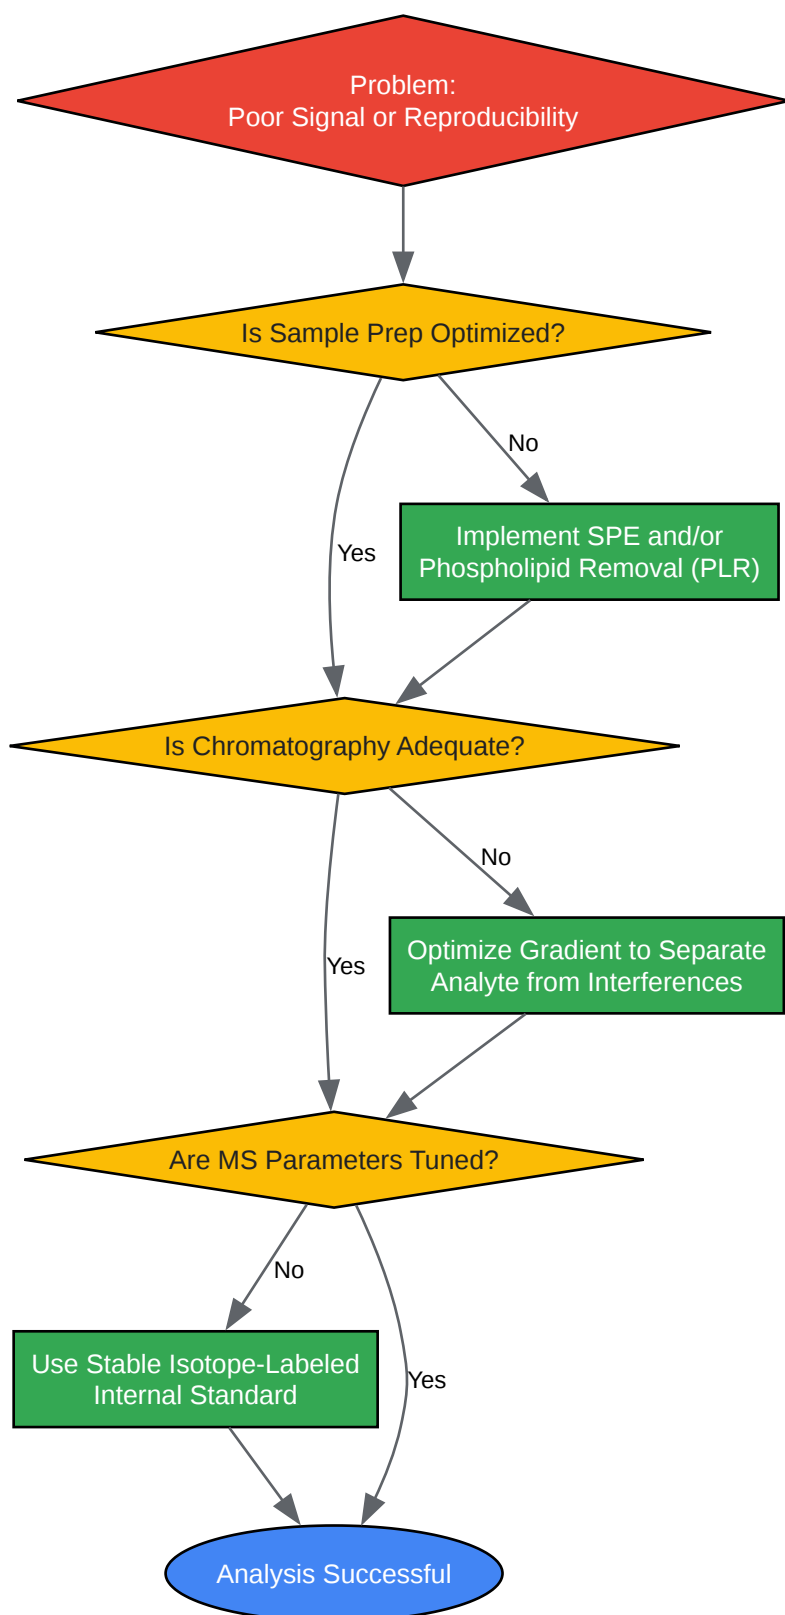 Problem:
Poor Signal or Reproducibility
Is Sample Prep Optimized?
No
Implement SPE and/or
Phospholipid Removal (PLR)
Yes
Is Chromatography Adequate?
No
Optimize Gradient to Separate
Analyte from Interferences
Yes
Are MS Parameters Tuned?
No
Use Stable Isotope-Labeled
Internal Standard
Yes
Analysis Successful